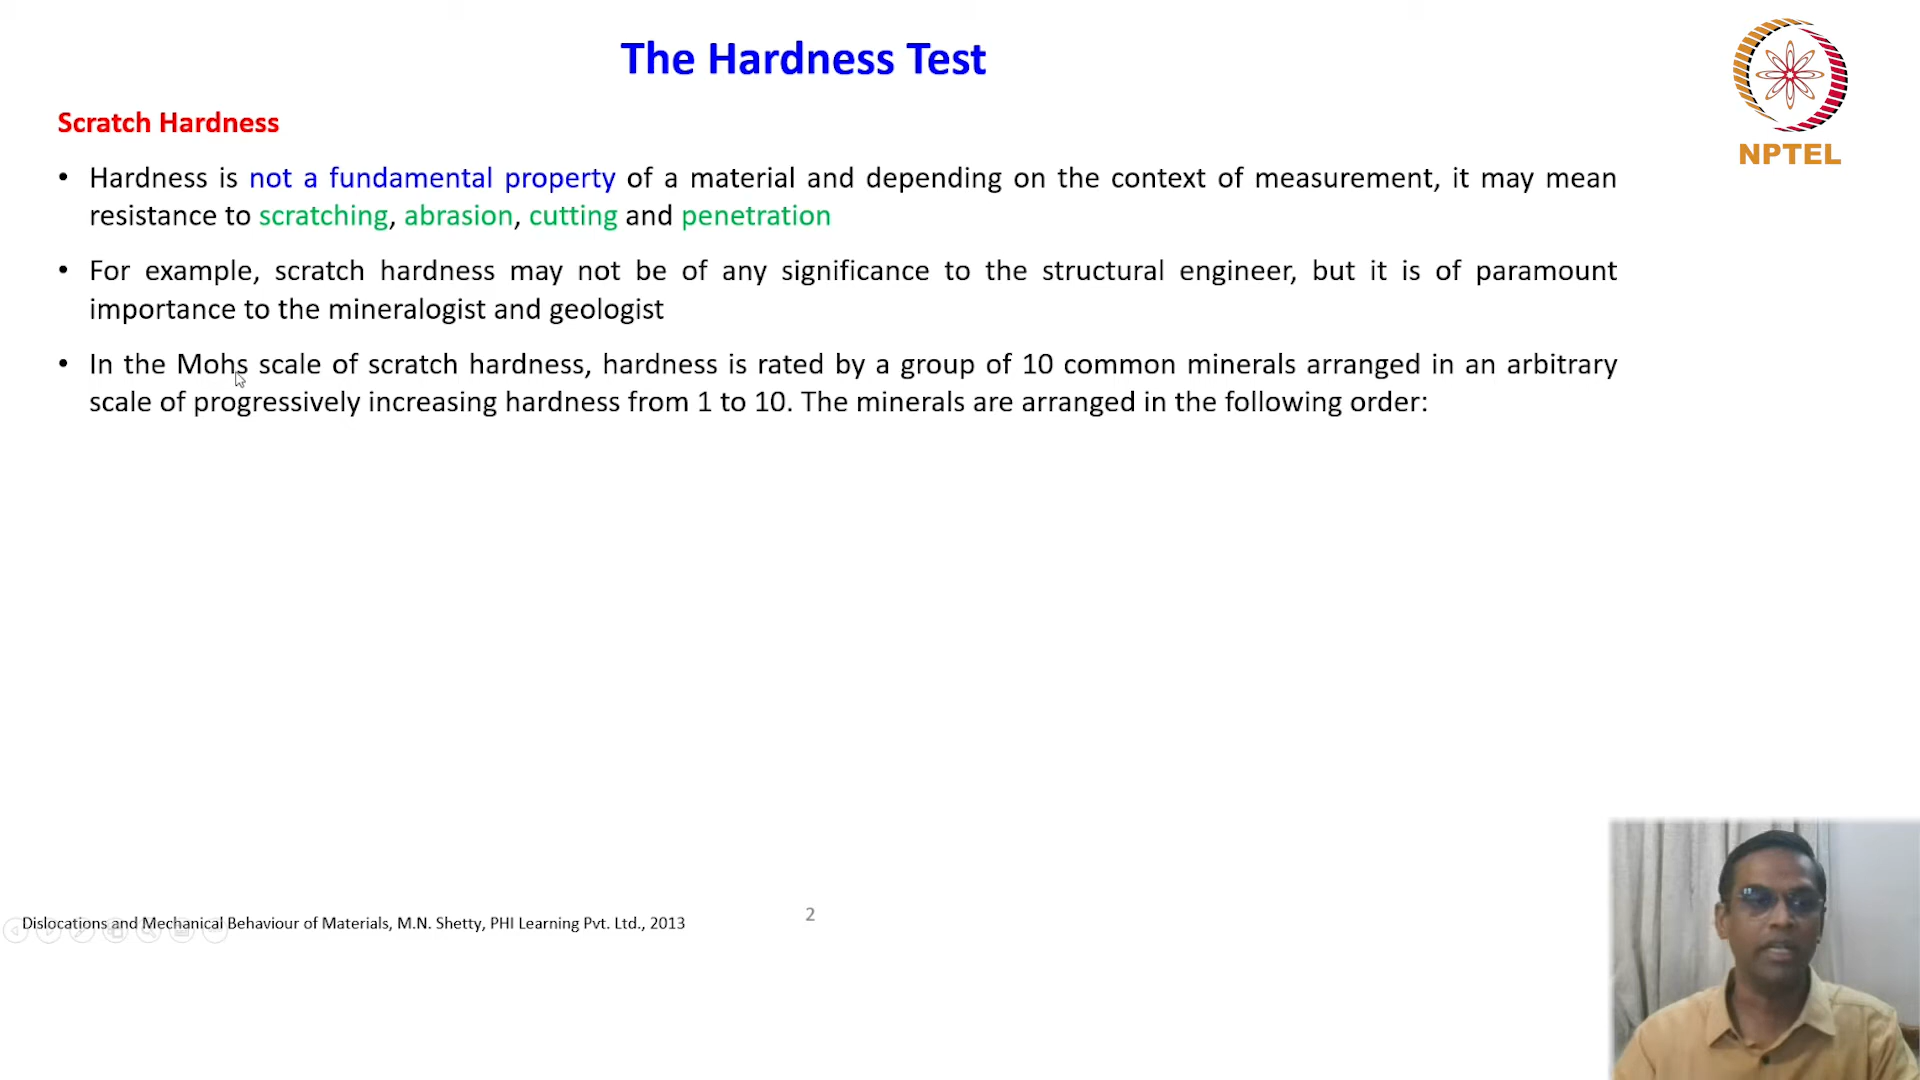 The Hardness Test
NPTEL
Scratch Hardness
• Hardness is not a fundamental property of a material and depending on the context of measurement, it may mean
resistance to scratching, abrasion, cutting and penetration
• For example, scratch hardness may not be of any significance to the structural engineer, but it is of paramount
importance to the mineralogist and geologist
• In the Mohs scale of scratch hardness, hardness is rated by a group of 10 common minerals arranged in an arbitrary
scale of progressively increasing hardness from 1 to 10. The minerals are arranged in the following order:
Dislocations and Mechanical Behaviour of Materials, M.N. Shetty, PHI Learning Pvt. Ltd., 2013
2